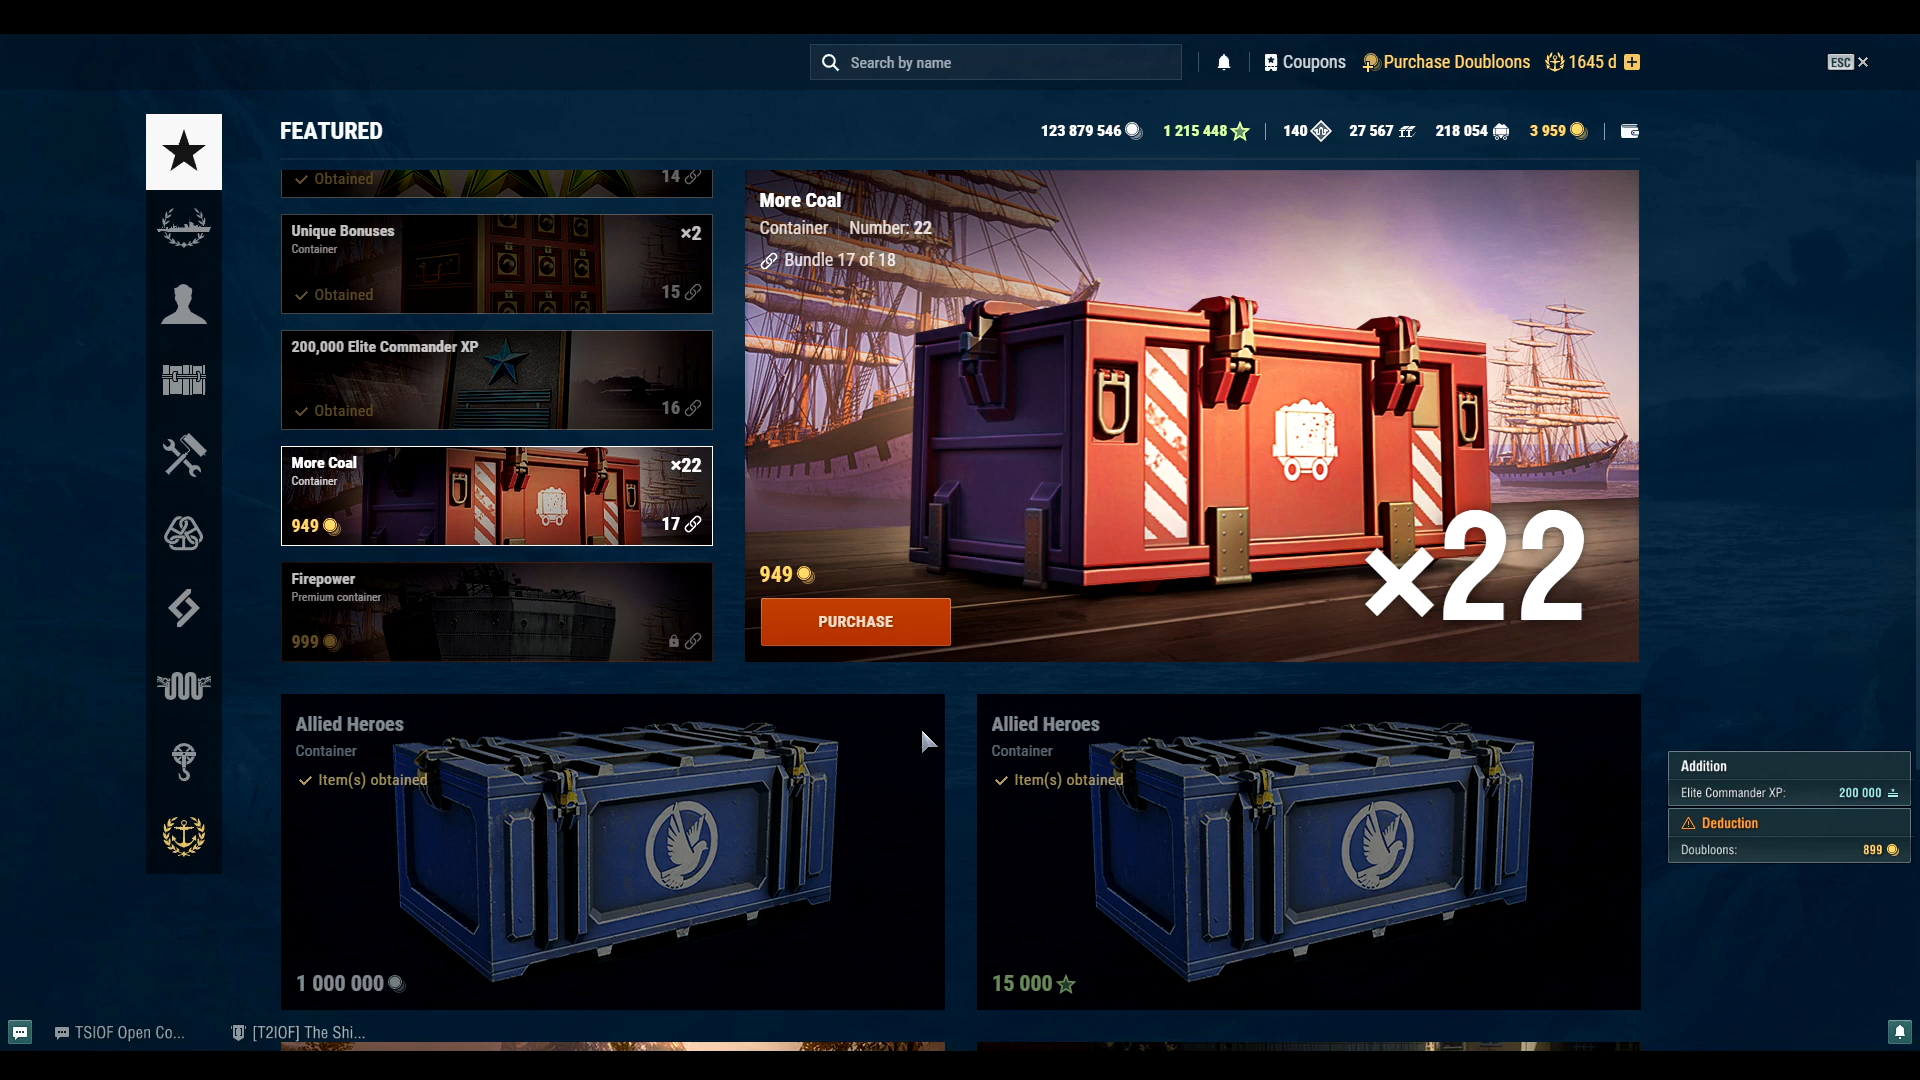 Search by name
Coupons
Purchase Doubloons
1645 d
ESC
FEATURED
123 879 546
1 215 448
140
27 567
218 054
3 959
Obtained
14
Unique Bonuses
Container
×2
Obtained
15
200,000 Elite Commander XP
Obtained
16
More Coal
Container
×22
949
17
Firepower
Premium container
999
More Coal
Container Number: 22
Bundle 17 of 18
×22
949
PURCHASE
Allied Heroes
Container
Item(s) obtained
1 000 000
Allied Heroes
Container
Item(s) obtained
15 000
Addition
Elite Commander XP: 200 000
Deduction
Doubloons: 899
TSIOF Open Co...
[T2IOF] The Shi...